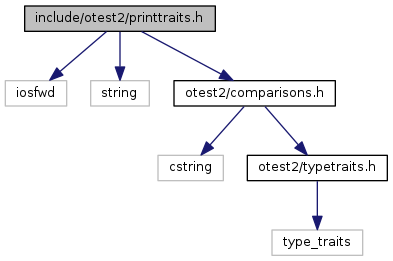 include/otest2/printtraits.h
iosfwd
string
otest2/comparisons.h
cstring
otest2/typetraits.h
type_traits